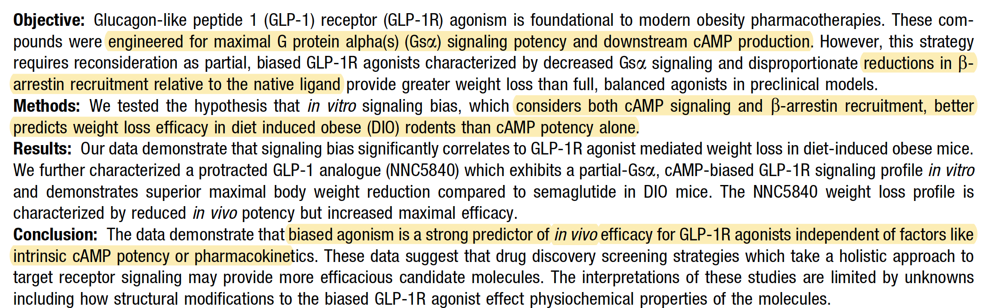 Objective: Glucagon-like peptide 1 (GLP-1) receptor (GLP-1R) agonism is foundational to modern obesity pharmacotherapies. These com-
pounds were engineered for maximal G protein alpha(s) (Gsα) signaling potency and downstream cAMP production. However, this strategy
requires reconsideration as partial, biased GLP-1R agonists characterized by decreased Gsα signaling and disproportionate reductions in β-
arrestin recruitment relative to the native ligand provide greater weight loss than full, balanced agonists in preclinical models.
Methods: We tested the hypothesis that in vitro signaling bias, which considers both cAMP signaling and β-arrestin recruitment, better
predicts weight loss efficacy in diet induced obese (DIO) rodents than cAMP potency alone.
Results: Our data demonstrate that signaling bias significantly correlates to GLP-1R agonist mediated weight loss in diet-induced obese mice.
We further characterized a protracted GLP-1 analogue (NNC5840) which exhibits a partial-Gsα, cAMP-biased GLP-1R signaling profile in vitro
and demonstrates superior maximal body weight reduction compared to semaglutide in DIO mice. The NNC5840 weight loss profile is
characterized by reduced in vivo potency but increased maximal efficacy.
Conclusion: The data demonstrate that biased agonism is a strong predictor of in vivo efficacy for GLP-1R agonists independent of factors like
intrinsic cAMP potency or pharmacokinetics. These data suggest that drug discovery screening strategies which take a holistic approach to
target receptor signaling may provide more efficacious candidate molecules. The interpretations of these studies are limited by unknowns
including how structural modifications to the biased GLP-1R agonist effect physiochemical properties of the molecules.